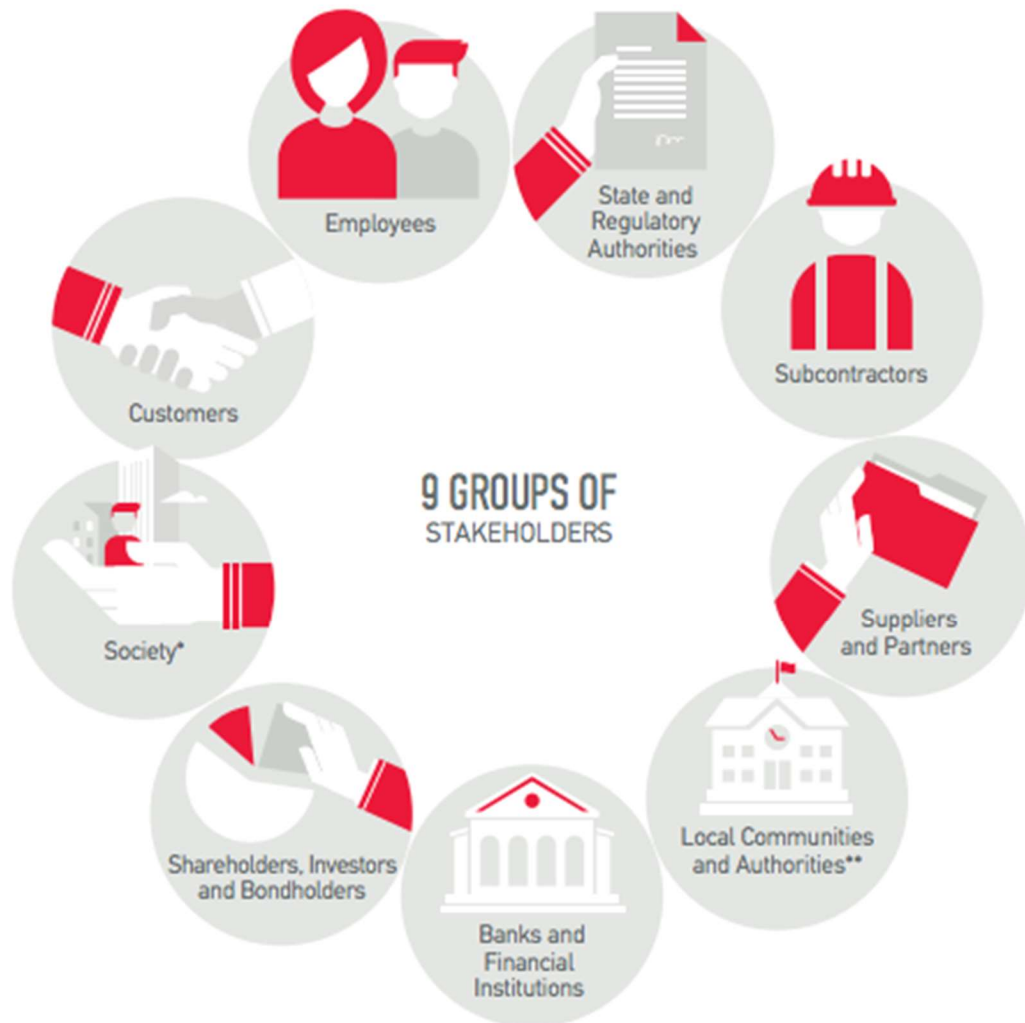 Employees
State and
Regulatory
Authorities
Subcontractors
Customers
9 GROUPS OF
STAKEHOLDERS
Suppliers
and Partners
Society*
Local Communities
and Authorities**
Shareholders, Investors
and Bondholders
Banks and
Financial
Institutions